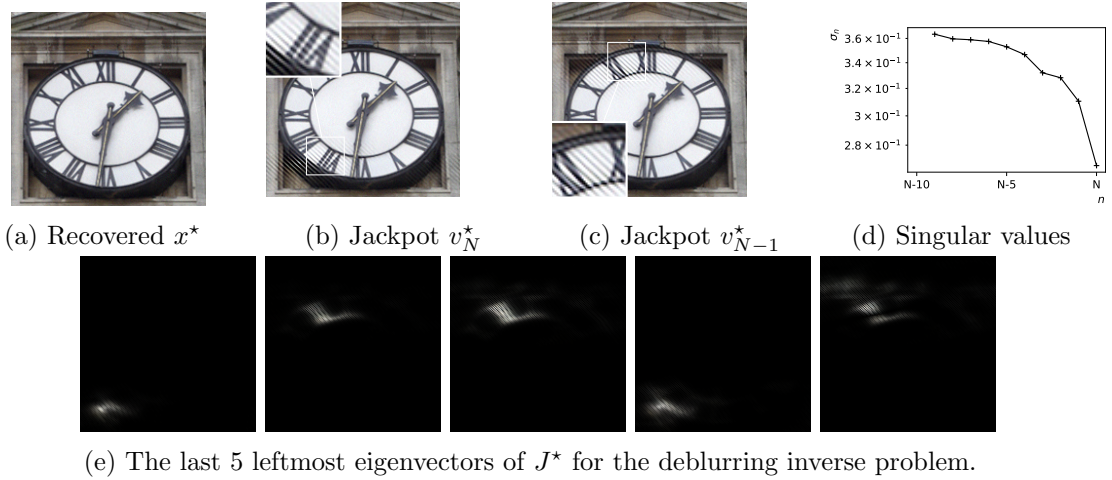 σₙ
3.6 × 10⁻¹
3.4 × 10⁻¹
3.2 × 10⁻¹
3 × 10⁻¹
2.8 × 10⁻¹
N-10 N-5 N
n
(a) Recovered x⋆ (b) Jackpot v⋆_N (c) Jackpot v⋆_{N−1} (d) Singular values
(e) The last 5 leftmost eigenvectors of J⋆ for the deblurring inverse problem.